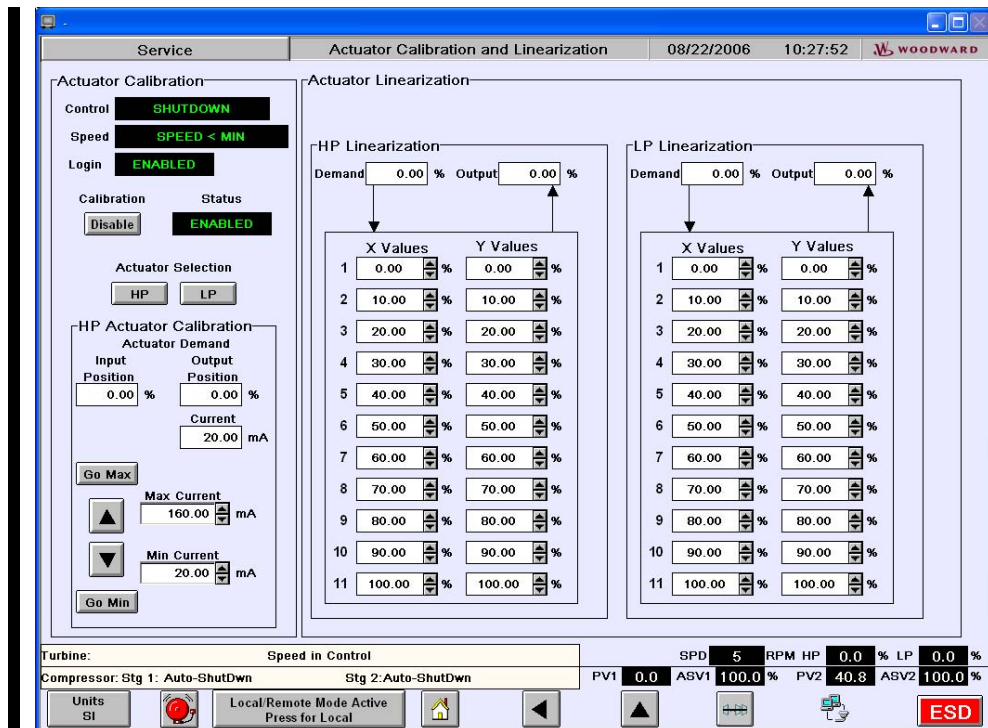 Service
Actuator Calibration and Linearization
08/22/2006
10:27:52
WOODWARD
Actuator Calibration
Control SHUTDOWN
Speed SPEED < MIN
Login ENABLED
Calibration Status
Disable ENABLED
Actuator Selection
HP LP
HP Actuator Calibration
Actuator Demand
Input Output
Position Position
0.00 % 0.00 %
Current
20.00 mA
Go Max
Max Current
160.00 mA
Min Current
20.00 mA
Go Min
Actuator Linearization
HP Linearization
Demand 0.00 % Output 0.00 %
X Values Y Values
1 0.00 % 0.00 %
2 10.00 % 10.00 %
3 20.00 % 20.00 %
4 30.00 % 30.00 %
5 40.00 % 40.00 %
6 50.00 % 50.00 %
7 60.00 % 60.00 %
8 70.00 % 70.00 %
9 80.00 % 80.00 %
10 90.00 % 90.00 %
11 100.00 % 100.00 %
LP Linearization
Demand 0.00 % Output 0.00 %
X Values Y Values
1 0.00 % 0.00 %
2 10.00 % 10.00 %
3 20.00 % 20.00 %
4 30.00 % 30.00 %
5 40.00 % 40.00 %
6 50.00 % 50.00 %
7 60.00 % 60.00 %
8 70.00 % 70.00 %
9 80.00 % 80.00 %
10 90.00 % 90.00 %
11 100.00 % 100.00 %
Turbine: Speed in Control
SPD 5 RPM HP 0.0 % LP 0.0 %
Compressor: Stg 1: Auto-ShutDwn Stg 2:Auto-ShutDwn
PV1 0.0 ASV1 100.0 % PV2 40.8 ASV2 100.0 %
Units
SI
Local/Remote Mode Active
Press for Local
ESD